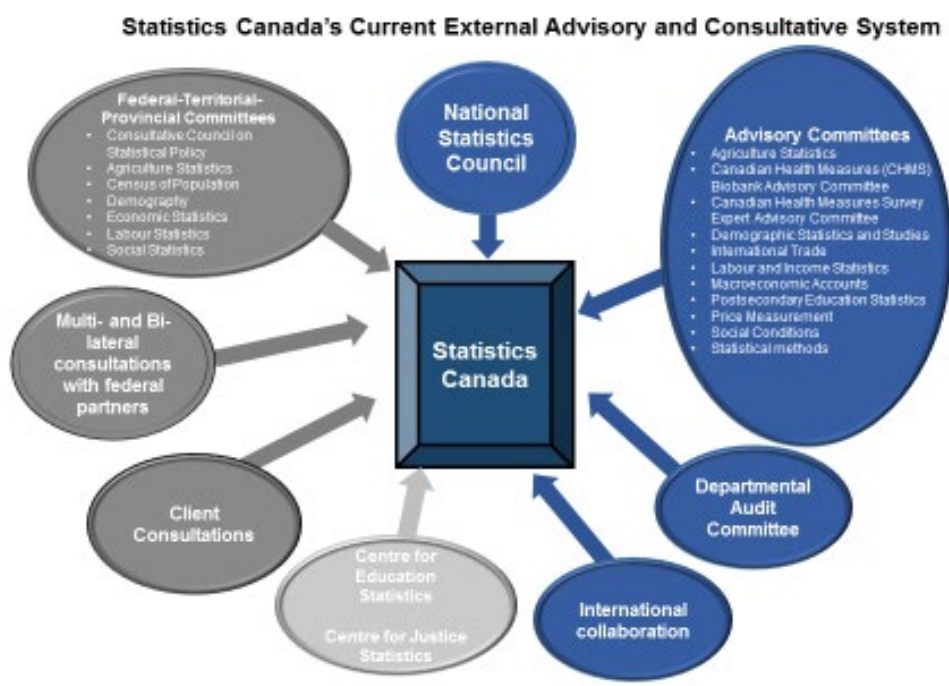 Statistics Canada's Current External Advisory and Consultative System
Federal-Territorial-
Provincial Committees
• Consultative Council on
Statistical Policy
• Agriculture Statistics
• Census of Population
• Demography
• Economic Statistics
• Labour Statistics
• Social Statistics
National
Statistics
Council
Advisory Committees
• Agriculture Statistics
• Canadian Health Measures (CHMS)
Biobank Advisory Committee
• Canadian Health Measures Survey
Expert Advisory Committee
• Demographic Statistics and Studies
• International Trade
• Labour and Income Statistics
• Macroeconomic Accounts
• Postsecondary Education Statistics
• Price Measurement
• Social Conditions
• Statistical methods
Multi- and Bi-
lateral
consultations
with federal
partners
Statistics
Canada
Client
Consultations
Departmental
Audit
Committee
Centre for
Education
Statistics
Centre for Justice
Statistics
International
collaboration